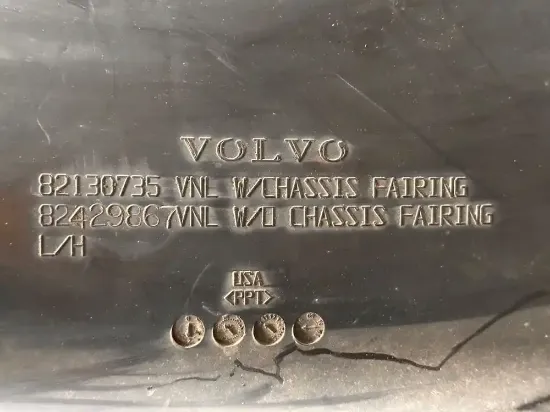 VOLVO
82130735 VNL W/CHASSIS FAIRING
82429867VNL W/O CHASSIS FAIRING
L/H
USA
<PPT>